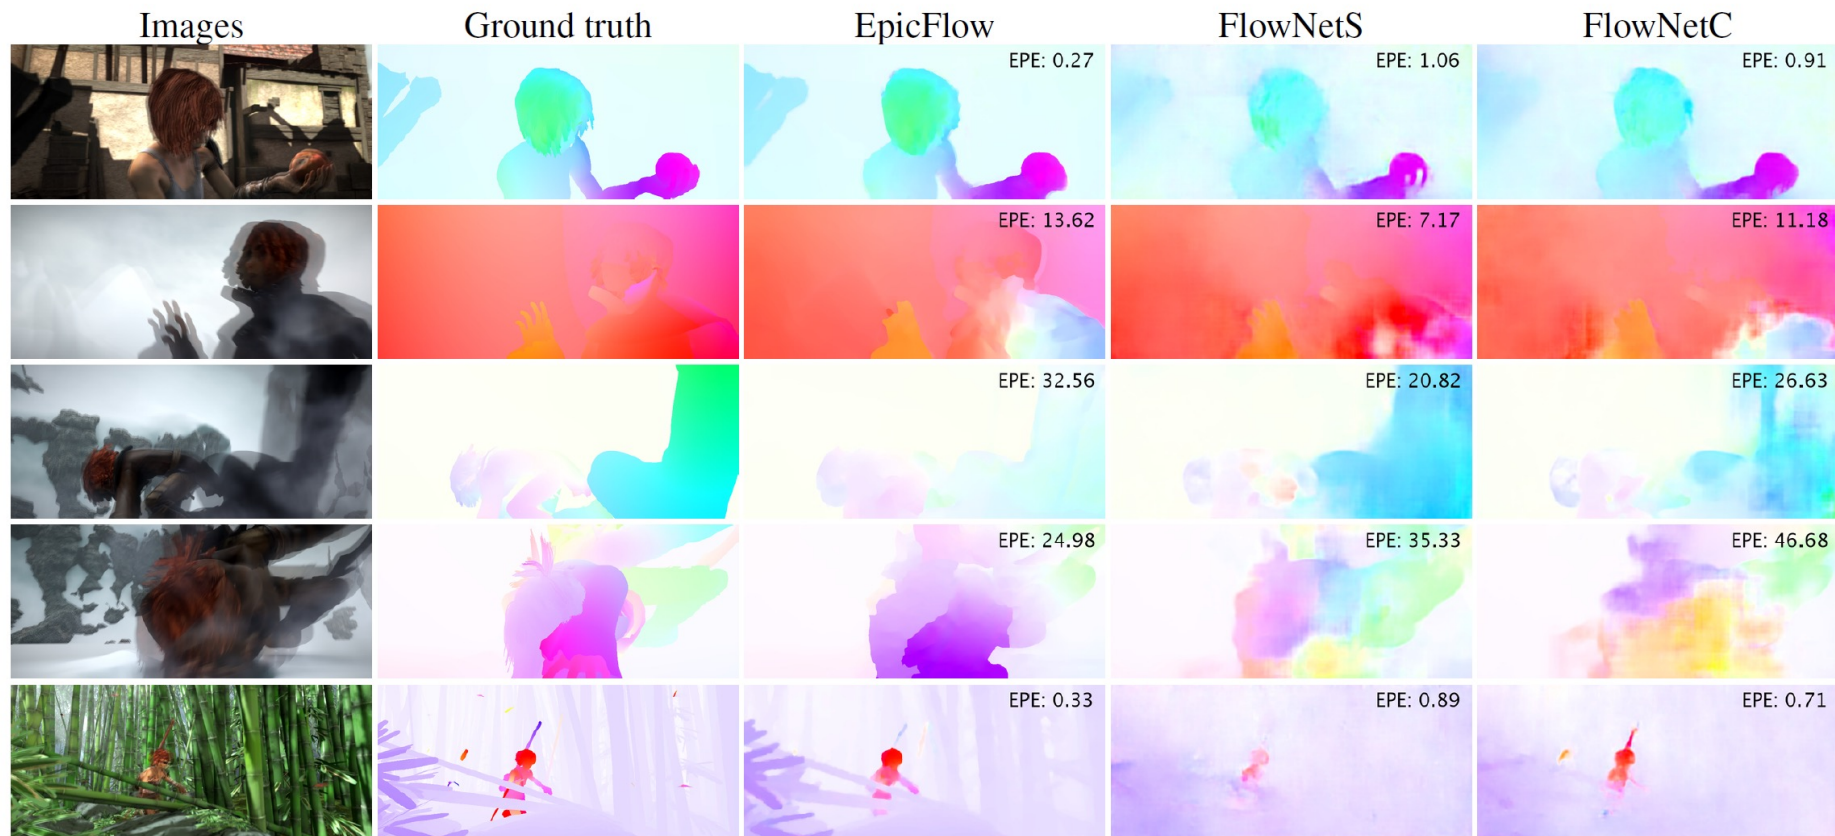 Images Ground truth EpicFlow FlowNetS FlowNetC
EPE: 0.27 EPE: 1.06 EPE: 0.91
EPE: 13.62 EPE: 7.17 EPE: 11.18
EPE: 32.56 EPE: 20.82 EPE: 26.63
EPE: 24.98 EPE: 35.33 EPE: 46.68
EPE: 0.33 EPE: 0.89 EPE: 0.71